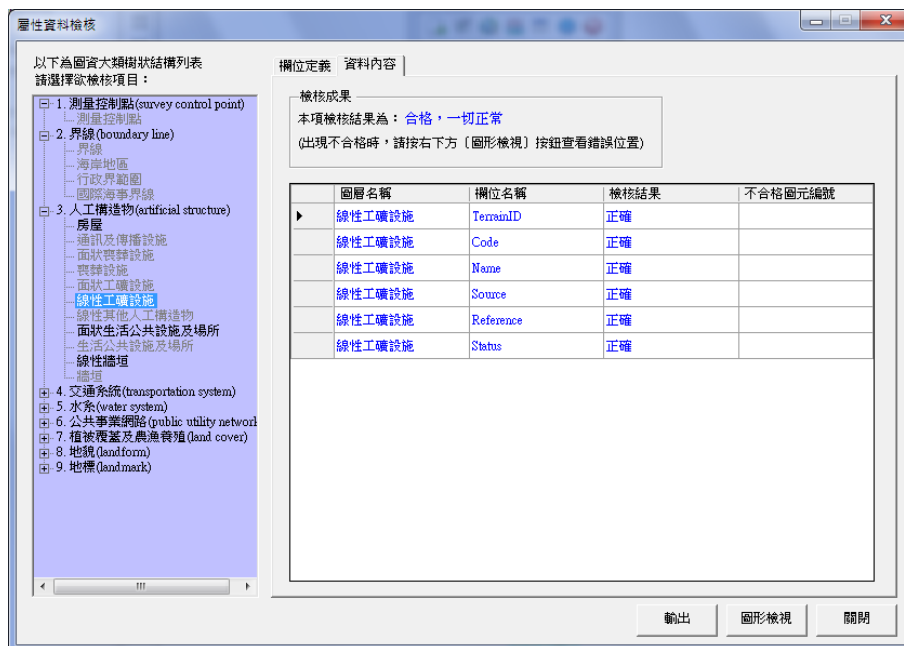 屬性資料檢核
以下為圖資大類樹狀結構列表
請選擇欲檢核項目：
1. 測量控制點(survey control point)
測量控制點
2. 界線(boundary line)
界線
海岸地區
行政界範圍
國際海事界線
3. 人工構造物(artificial structure)
房屋
通訊及傳播設施
面狀喪葬設施
喪葬設施
面狀工礦設施
線性工礦設施
線性其他人工構造物
面狀生活公共設施及場所
生活公共設施及場所
線性牆垣
牆垣
4. 交通系統(transportation system)
5. 水系(water system)
6. 公共事業網路(public utility network
7. 植被覆蓋及農漁養殖(land cover)
8. 地貌(landform)
9. 地標(landmark)
欄位定義 資料內容
檢核成果
本項檢核結果為：合格，一切正常
(出現不合格時，請按右下方〔圖形檢視〕按鈕查看錯誤位置)
圖層名稱 欄位名稱 檢核結果 不合格圖元編號
線性工礦設施 TerrainID 正確
線性工礦設施 Code 正確
線性工礦設施 Name 正確
線性工礦設施 Source 正確
線性工礦設施 Reference 正確
線性工礦設施 Status 正確
輸出 圖形檢視 關閉